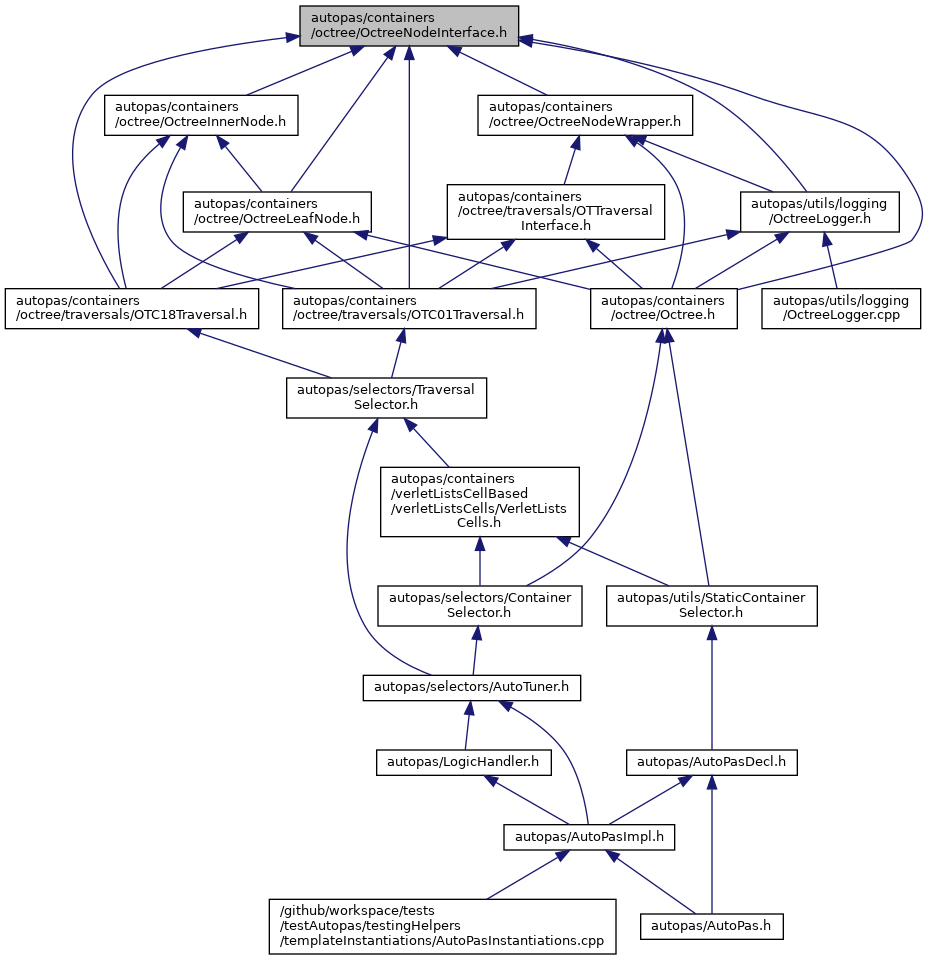 autopas/containers
/octree/OctreeNodeInterface.h
autopas/containers
/octree/OctreeInnerNode.h
autopas/containers
/octree/OctreeNodeWrapper.h
autopas/containers
/octree/OctreeLeafNode.h
autopas/containers
/octree/traversals/OTTraversal
Interface.h
autopas/utils/logging
/OctreeLogger.h
autopas/containers
/octree/traversals/OTC18Traversal.h
autopas/containers
/octree/traversals/OTC01Traversal.h
autopas/containers
/octree/Octree.h
autopas/utils/logging
/OctreeLogger.cpp
autopas/selectors/Traversal
Selector.h
autopas/containers
/verletListsCellBased
/verletListsCells/VerletLists
Cells.h
autopas/selectors/Container
Selector.h
autopas/utils/StaticContainer
Selector.h
autopas/selectors/AutoTuner.h
autopas/LogicHandler.h
autopas/AutoPasDecl.h
autopas/AutoPasImpl.h
/github/workspace/tests
/testAutopas/testingHelpers
/templateInstantiations/AutoPasInstantiations.cpp
autopas/AutoPas.h